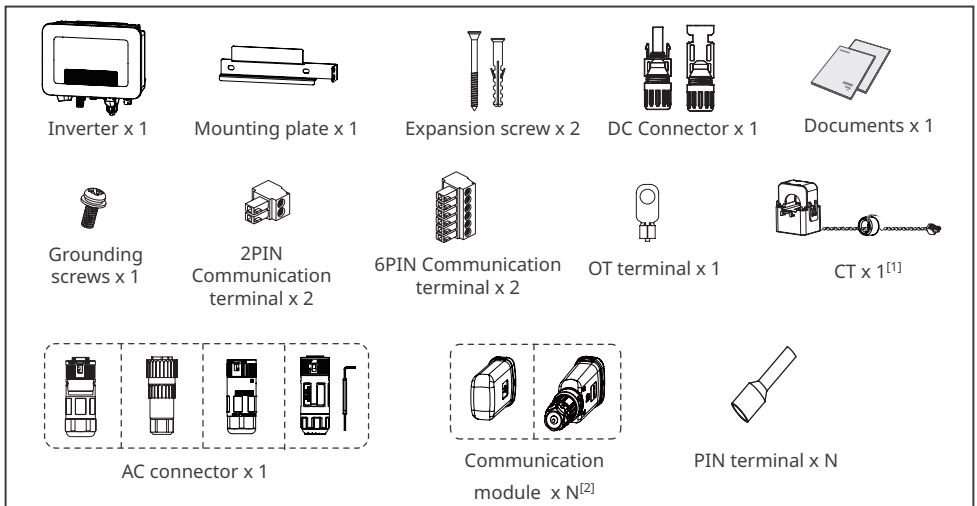 Inverter x 1
Mounting plate x 1
Expansion screw x 2
DC Connector x 1
Documents x 1
Grounding
screws x 1
2PIN
Communication
terminal x 2
6PIN Communication
terminal x 2
OT terminal x 1
CT x 1[1]
AC connector x 1
Communication
module x N[2]
PIN terminal x N